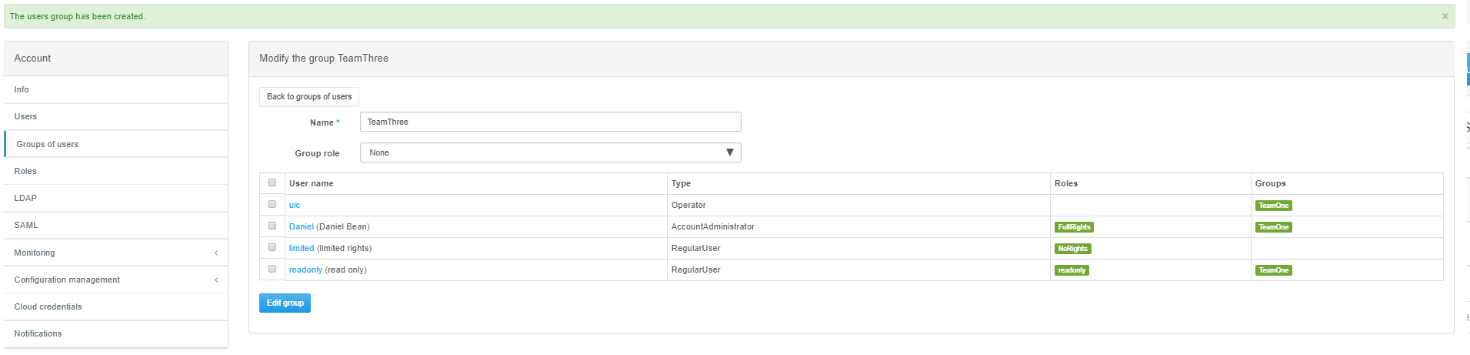 The users group has been created.
×
Account
Info
Users
Groups of users
Roles
LDAP
SAML
Monitoring
Configuration management
Cloud credentials
Notifications
Modify the group TeamThree
Back to groups of users
Name * TeamThree
Group role None
User name Type Roles Groups
uic Operator TeamOne
Daniel (Daniel Bean) AccountAdministrator FullRights TeamOne
limited (limited rights) RegularUser NoRights
readonly (read only) RegularUser readonly TeamOne
Edit group